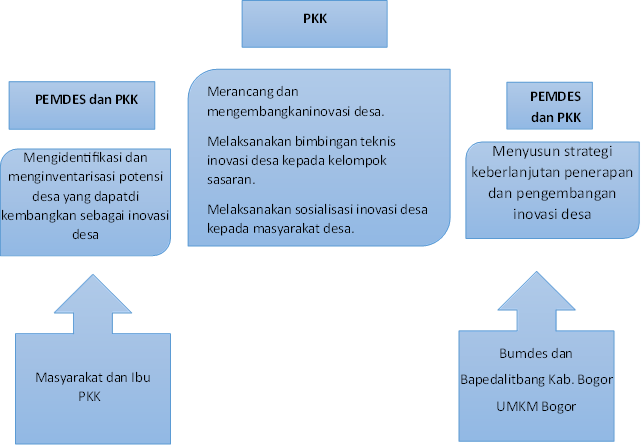 PKK
PEMDES dan PKK
Mengidentifikasi dan
menginventarisasi potensi
desa yang dapatdi
kembangkan sebagai inovasi
desa
Merancang dan
mengembangkaninovasi desa.
Melaksanakan bimbingan teknis
inovasi desa kepada kelompok
sasaran.
Melaksanakan sosialisasi inovasi desa
kepada masyarakat desa.
PEMDES
dan PKK
Menyusun strategi
keberlanjutan penerapan
dan pengembangan
inovasi desa
Masyarakat dan Ibu
PKK
Bumdes dan
Bapedalitbang Kab. Bogor
UMKM Bogor